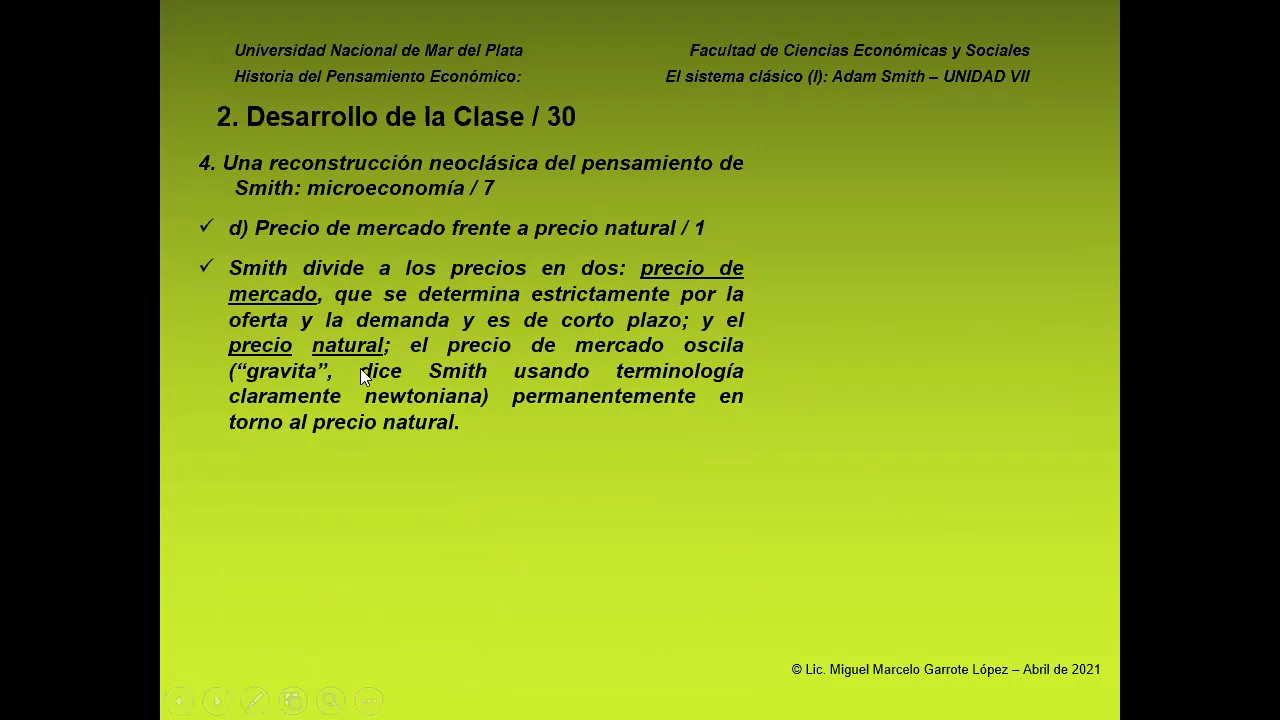 Universidad Nacional de Mar del Plata
Facultad de Ciencias Económicas y Sociales
Historia del Pensamiento Económico:
El sistema clásico (I): Adam Smith – UNIDAD VII
2. Desarrollo de la Clase / 30
4. Una reconstrucción neoclásica del pensamiento de
Smith: microeconomía / 7
✓ d) Precio de mercado frente a precio natural / 1
✓ Smith divide a los precios en dos: precio de
mercado, que se determina estrictamente por la
oferta y la demanda y es de corto plazo; y el
precio natural; el precio de mercado oscila
(“gravita”, dice Smith usando terminología
claramente newtoniana) permanentemente en
torno al precio natural.
© Lic. Miguel Marcelo Garrote López – Abril de 2021